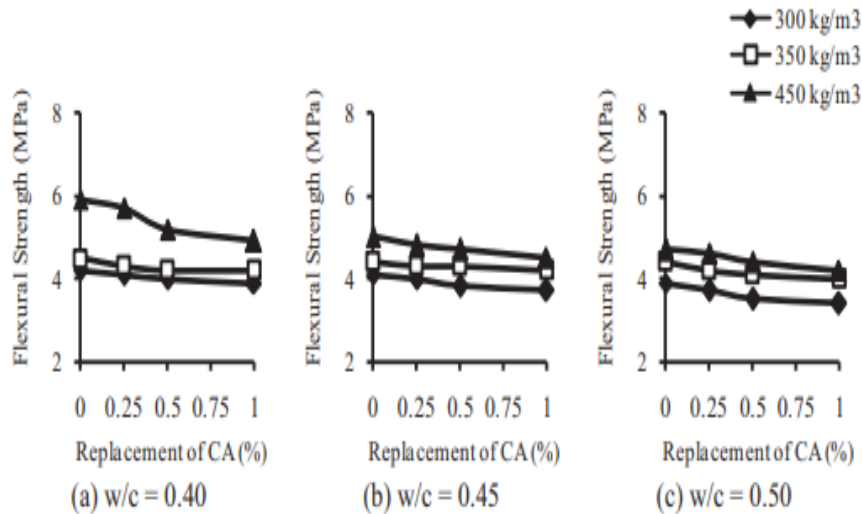 300 kg/m3
350 kg/m3
450 kg/m3
Flexural Strength (MPa)
8
6
4
2
0 0.25 0.5 0.75 1
Replacement of CA (%)
(a) w/c = 0.40
Flexural Strength (MPa)
8
6
4
2
0 0.25 0.5 0.75 1
Replacement of CA (%)
(b) w/c = 0.45
Flexural Strength (MPa)
8
6
4
2
0 0.25 0.5 0.75 1
Replacement of CA (%)
(c) w/c = 0.50